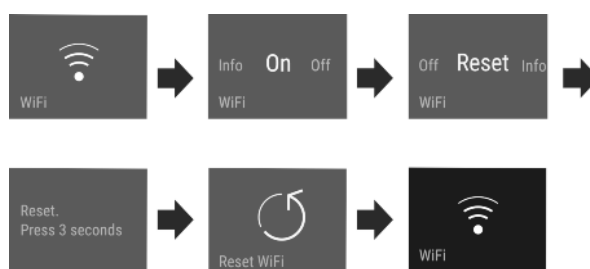 WiFi
Info On Off
WiFi
Off Reset Info
WiFi
Reset.
Press 3 seconds
Reset WiFi
WiFi